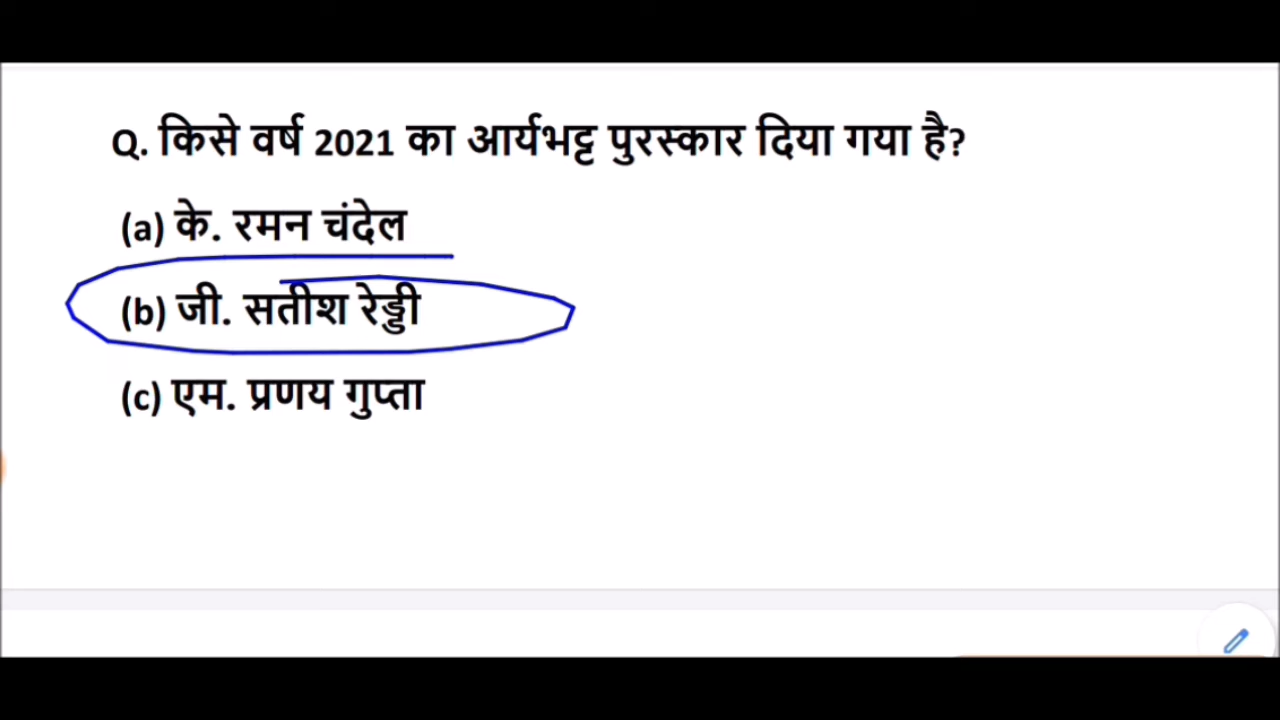 Q. किसे वर्ष 2021 का आर्यभट्ट पुरस्कार दिया गया है?
(a) के. रमन चंदेल
(b) जी. सतीश रेड्डी
(c) एम. प्रणय गुप्ता